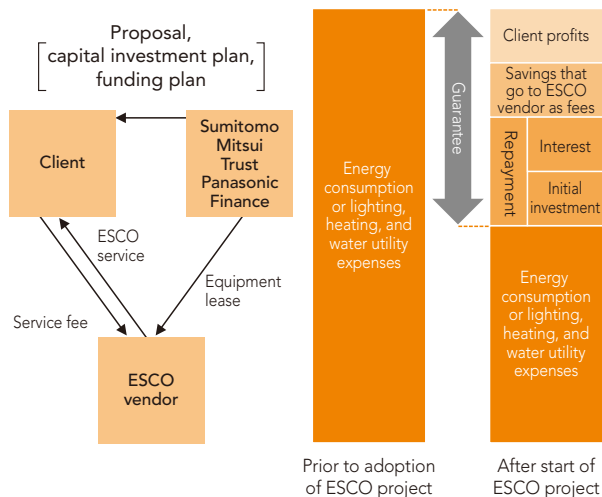 Proposal,
capital investment plan,
funding plan
Client
Sumitomo
Mitsui
Trust
Panasonic
Finance
ESCO
service
Equipment
lease
Service fee
ESCO
vendor
Energy
consumption
or lighting,
heating, and
water utility
expenses
Prior to adoption
of ESCO project
Guarantee
Client profits
Savings that
go to ESCO
vendor as fees
Repayment
Interest
Initial
investment
Energy
consumption
or lighting,
heating, and
water utility
expenses
After start of
ESCO project